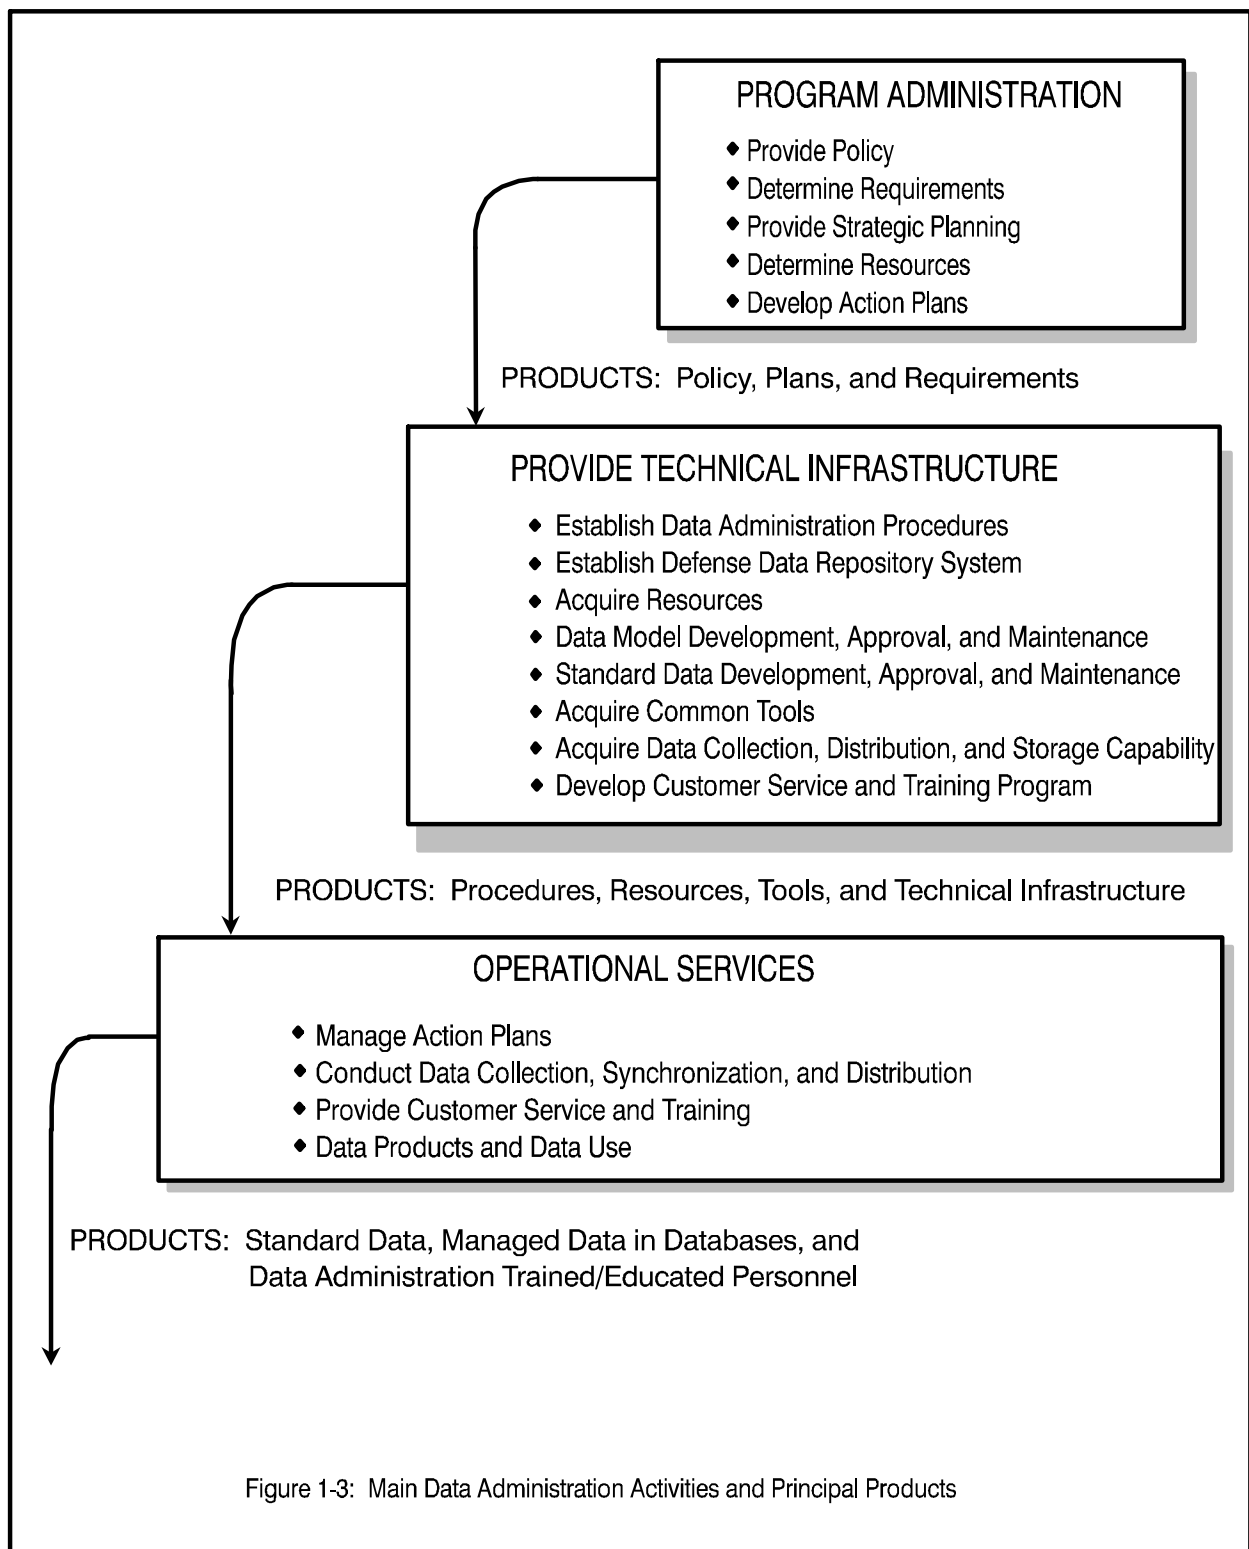 PROGRAM ADMINISTRATION
◆ Provide Policy
◆ Determine Requirements
◆ Provide Strategic Planning
◆ Determine Resources
◆ Develop Action Plans
PRODUCTS: Policy, Plans, and Requirements
PROVIDE TECHNICAL INFRASTRUCTURE
◆ Establish Data Administration Procedures
◆ Establish Defense Data Repository System
◆ Acquire Resources
◆ Data Model Development, Approval, and Maintenance
◆ Standard Data Development, Approval, and Maintenance
◆ Acquire Common Tools
◆ Acquire Data Collection, Distribution, and Storage Capability
◆ Develop Customer Service and Training Program
PRODUCTS: Procedures, Resources, Tools, and Technical Infrastructure
OPERATIONAL SERVICES
◆ Manage Action Plans
◆ Conduct Data Collection, Synchronization, and Distribution
◆ Provide Customer Service and Training
◆ Data Products and Data Use
PRODUCTS: Standard Data, Managed Data in Databases, and
Data Administration Trained/Educated Personnel
Figure 1-3: Main Data Administration Activities and Principal Products